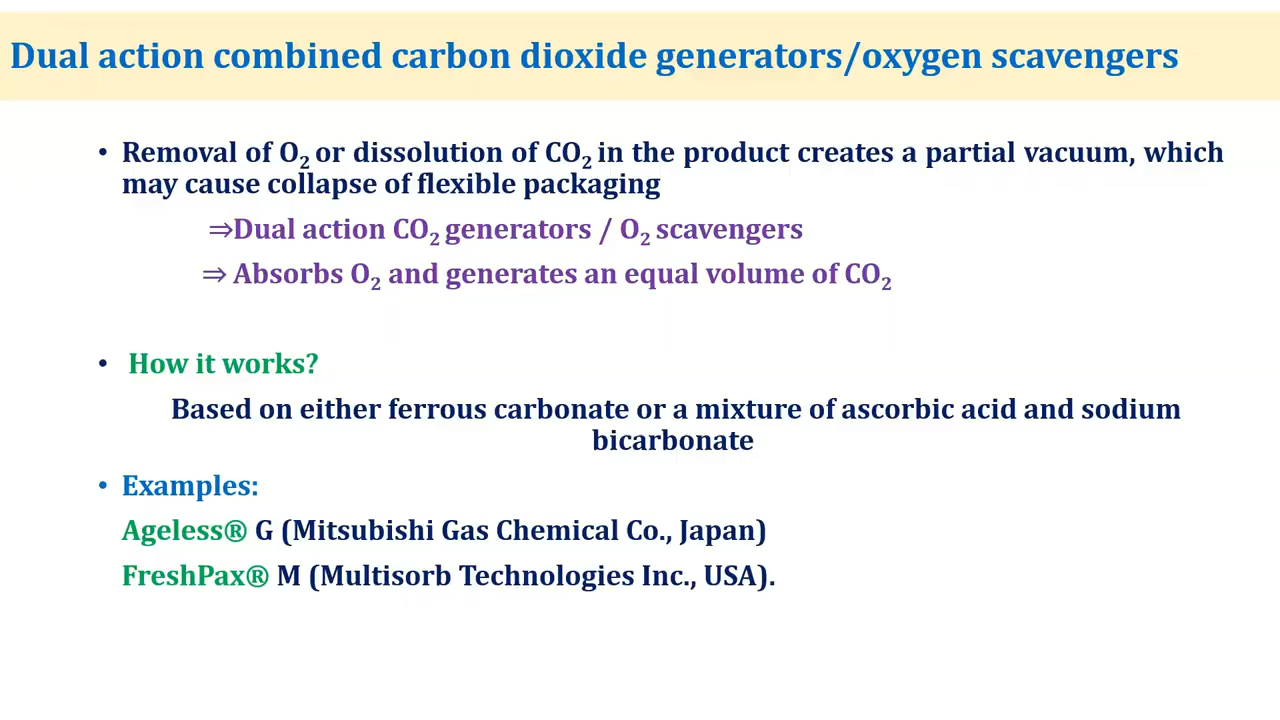 Dual action combined carbon dioxide generators/oxygen scavengers
• Removal of O₂ or dissolution of CO₂ in the product creates a partial vacuum, which
may cause collapse of flexible packaging
⇒Dual action CO₂ generators / O₂ scavengers
⇒ Absorbs O₂ and generates an equal volume of CO₂
• How it works?
Based on either ferrous carbonate or a mixture of ascorbic acid and sodium
bicarbonate
• Examples:
Ageless® G (Mitsubishi Gas Chemical Co., Japan)
FreshPax® M (Multisorb Technologies Inc., USA).